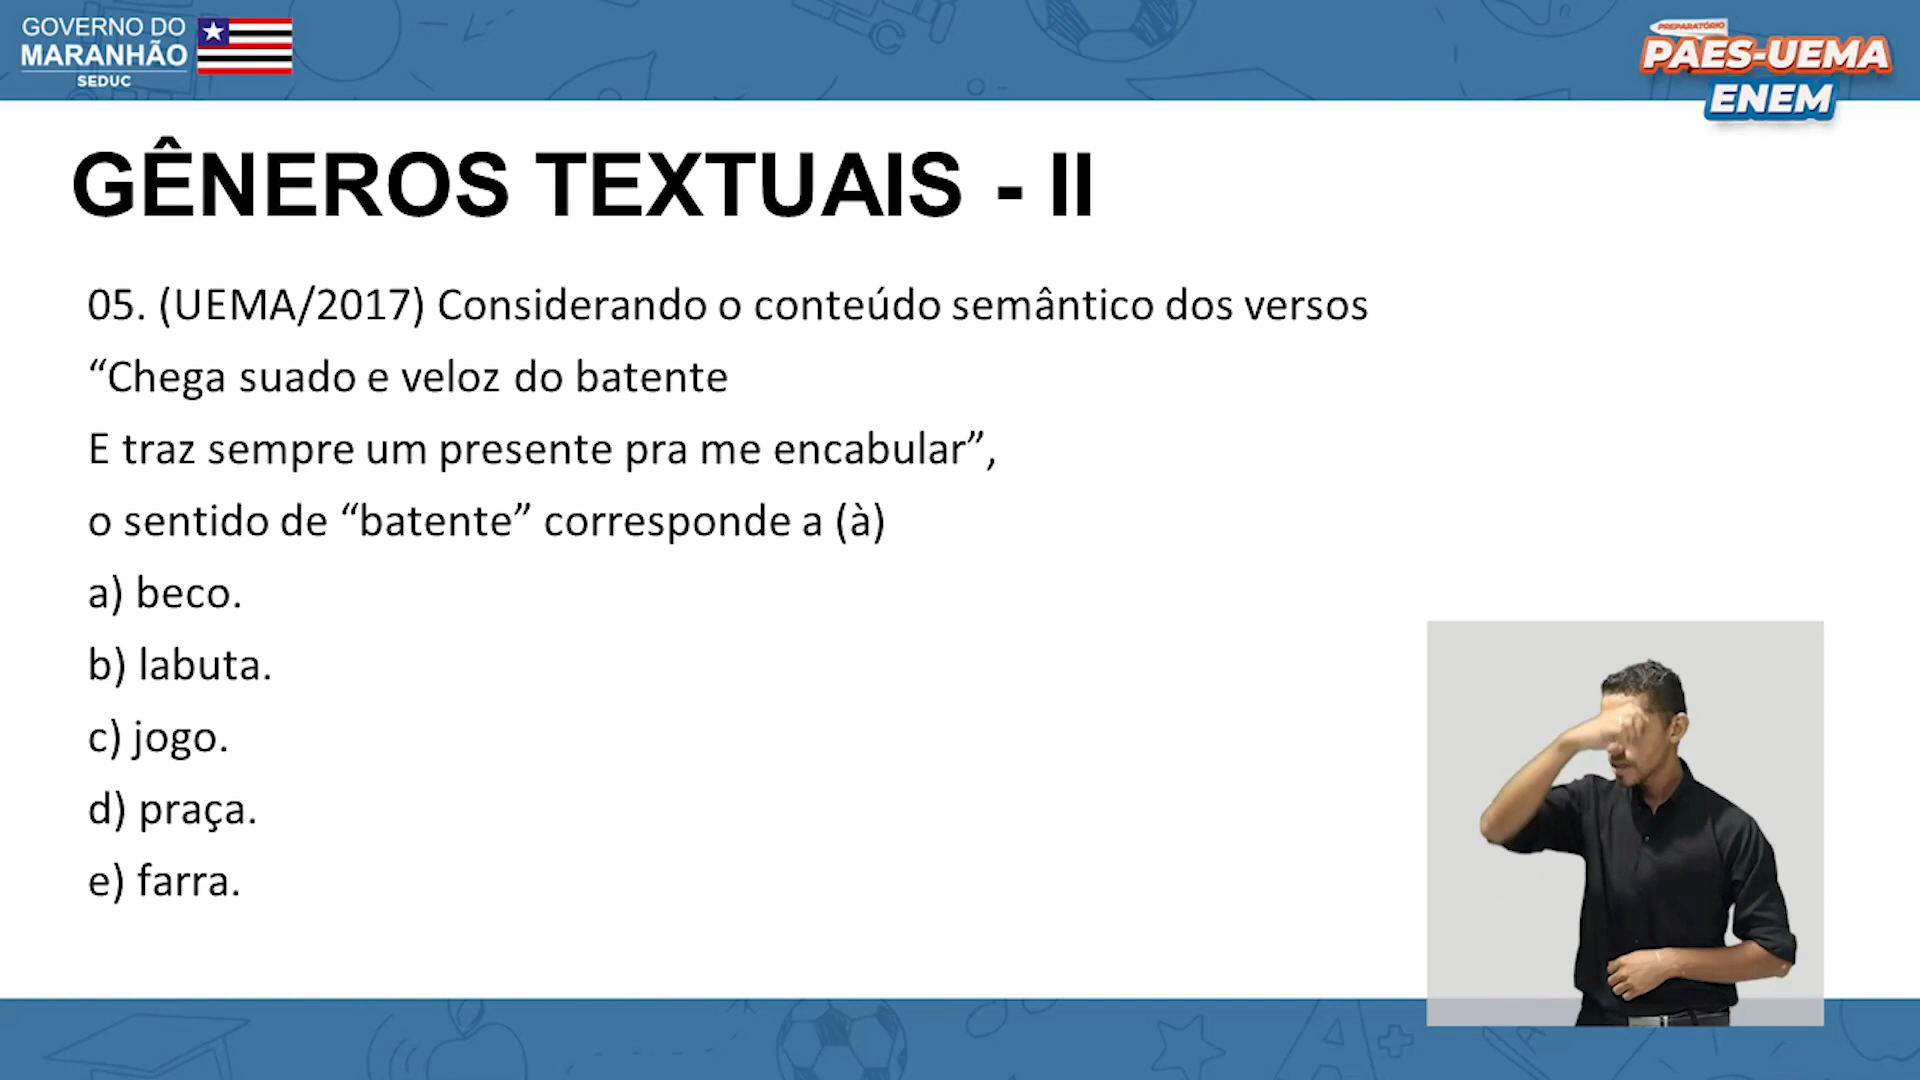 GOVERNO DO
MARANHÃO
SEDUC
PREPARATÓRIO
PAES-UEMA
ENEM
GÊNEROS TEXTUAIS - II
05. (UEMA/2017) Considerando o conteúdo semântico dos versos
“Chega suado e veloz do batente
E traz sempre um presente pra me encabular”,
o sentido de “batente” corresponde a (à)
a) beco.
b) labuta.
c) jogo.
d) praça.
e) farra.